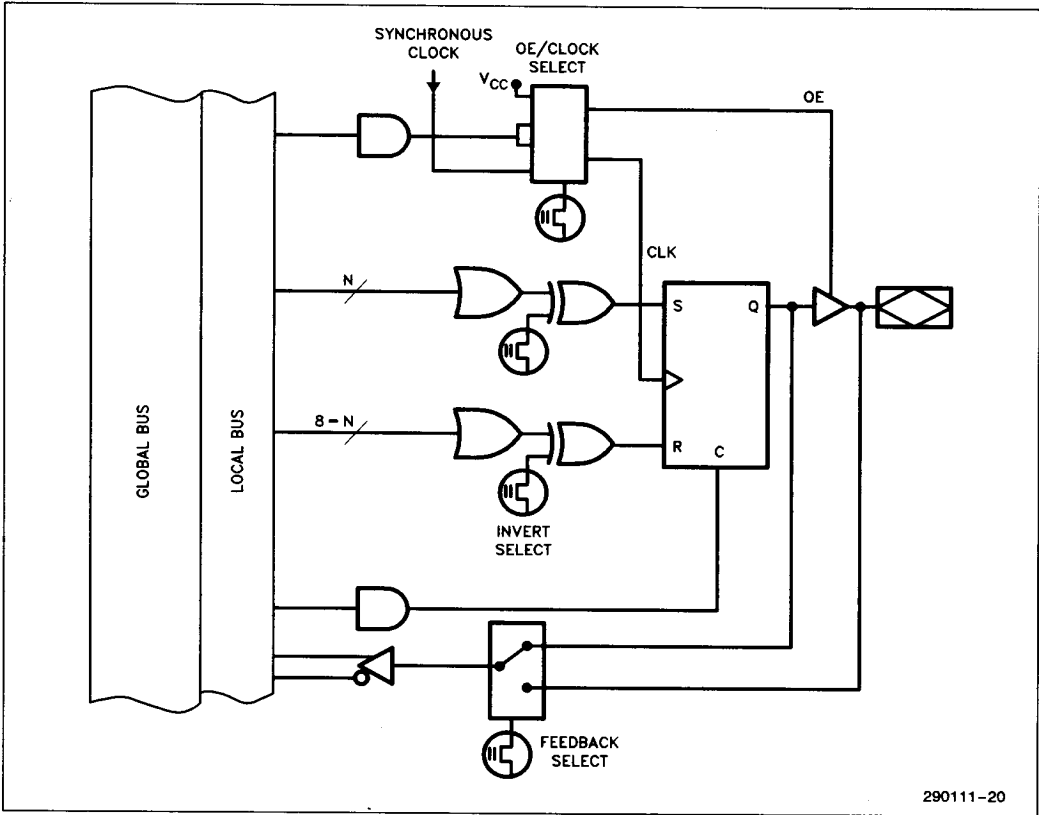 SYNCHRONOUS
CLOCK
OE/CLOCK
SELECT
VCC
OE
CLK
N
S
Q
8 – N
R
C
GLOBAL BUS
LOCAL BUS
INVERT
SELECT
FEEDBACK
SELECT
290111–20